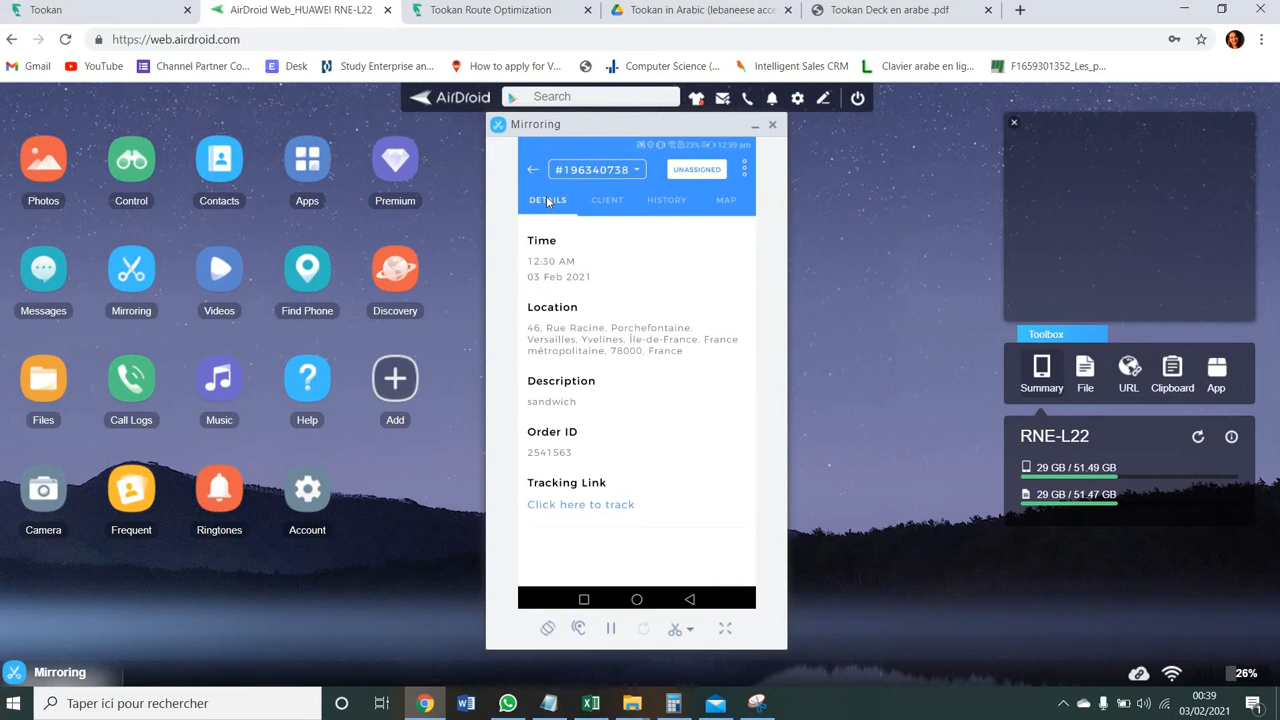 Tookan
AirDroid Web_HUAWEI RNE-L22
Tookan Route Optimization
Tookan in Arabic (lebaneese acce
Tookan Deck en arabe .pdf
https://web.airdroid.com
Gmail
YouTube
Channel Partner Co...
Desk
Study Enterprise an...
How to apply for V...
Computer Science (...
Intelligent Sales CRM
Clavier arabe en lig...
F1659301352_Les_p...
AirDroid
Search
Mirroring
23% 12:39 am
#196340738
UNASSIGNED
DETAILS
CLIENT
HISTORY
MAP
Time
12:30 AM
03 Feb 2021
Location
46, Rue Racine, Porchefontaine,
Versailles, Yvelines, Île-de-France, France
métropolitaine, 78000, France
Description
sandwich
Order ID
2541563
Tracking Link
Click here to track
Photos
Control
Contacts
Apps
Premium
Messages
Mirroring
Videos
Find Phone
Discovery
Files
Call Logs
Music
Help
Add
Camera
Frequent
Ringtones
Account
Toolbox
Summary
File
URL
Clipboard
App
RNE-L22
29 GB / 51.49 GB
29 GB / 51.47 GB
Mirroring
26%
Taper ici pour rechercher
00:39
03/02/2021